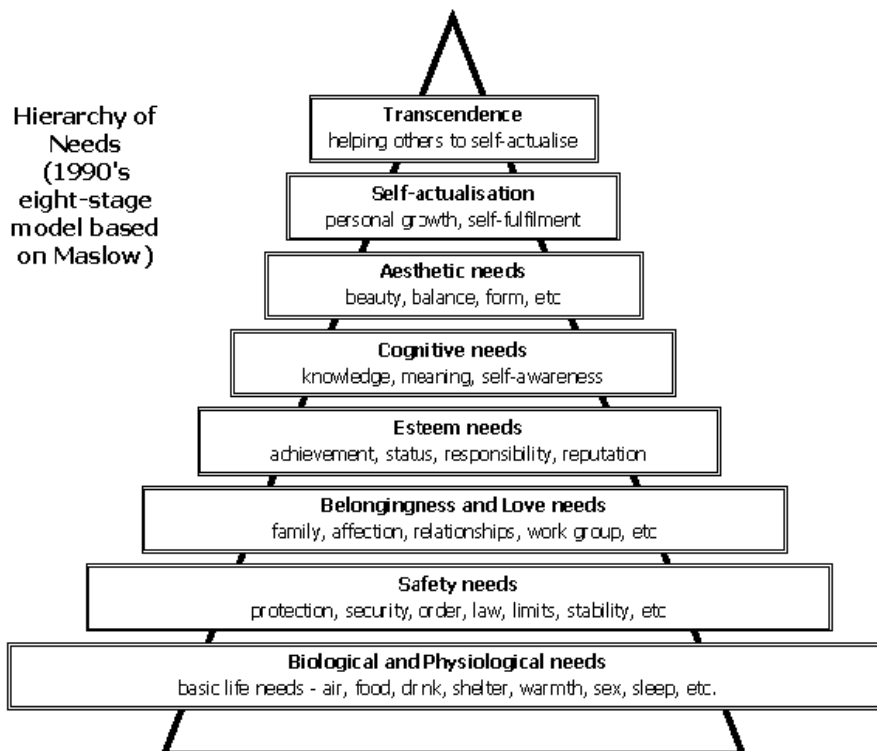 Hierarchy of
Needs
(1990's
eight-stage
model based
on Maslow)
Transcendence
helping others to self-actualise
Self-actualisation
personal growth, self-fulfilment
Aesthetic needs
beauty, balance, form, etc
Cognitive needs
knowledge, meaning, self-awareness
Esteem needs
achievement, status, responsibility, reputation
Belongingness and Love needs
family, affection, relationships, work group, etc
Safety needs
protection, security, order, law, limits, stability, etc
Biological and Physiological needs
basic life needs - air, food, drink, shelter, warmth, sex, sleep, etc.